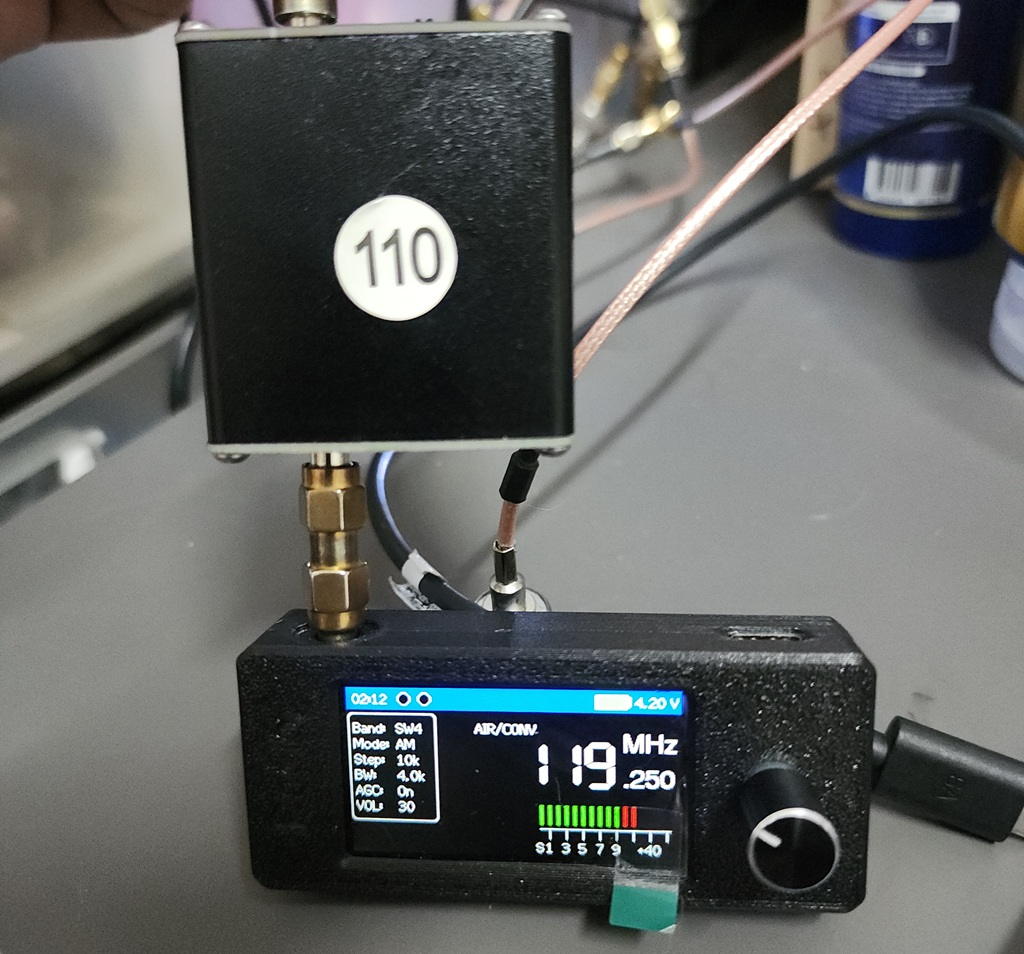 110
02:12
4.20 V
Band: SW4
Mode: AM
Step: 10k
BW: 4.0k
AGC: On
VOL: 30
AIR/CONV
119.250 MHz
S1 3 5 7 9 +40